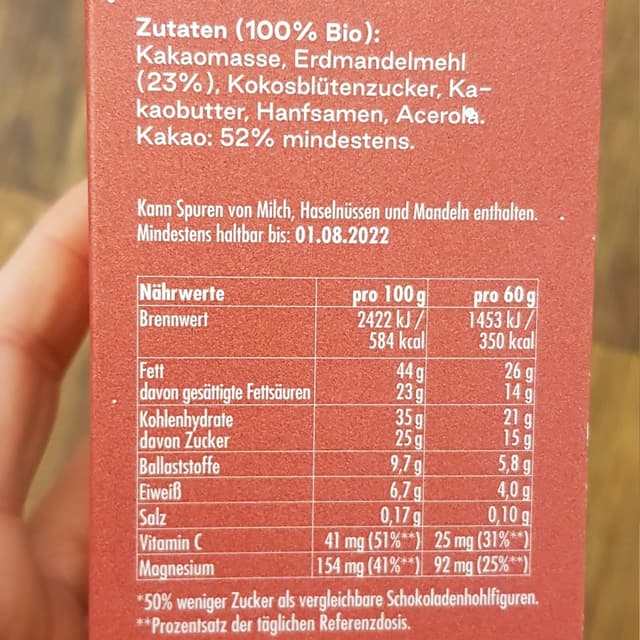 Zutaten (100% Bio):
Kakaomasse, Erdmandelmehl
(23%), Kokosblütenzucker, Ka-
kaobutter, Hanfsamen, Acerola.
Kakao: 52% mindestens.
Kann Spuren von Milch, Haselnüssen und Mandeln enthalten.
Mindestens haltbar bis: 01.08.2022
Nährwerte pro 100 g pro 60 g
Brennwert 2422 kJ / 1453 kJ /
584 kcal 350 kcal
Fett 44 g 26 g
davon gesättigte Fettsäuren 23 g 14 g
Kohlenhydrate 35 g 21 g
davon Zucker 25 g 15 g
Ballaststoffe 9,7 g 5,8 g
Eiweiß 6,7 g 4,0 g
Salz 0,17 g 0,10 g
Vitamin C 41 mg (51%**) 25 mg (31%**)
Magnesium 154 mg (41%**) 92 mg (25%**)
*50% weniger Zucker als vergleichbare Schokoladenhohlfiguren.
**Prozentsatz der täglichen Referenzdosis.